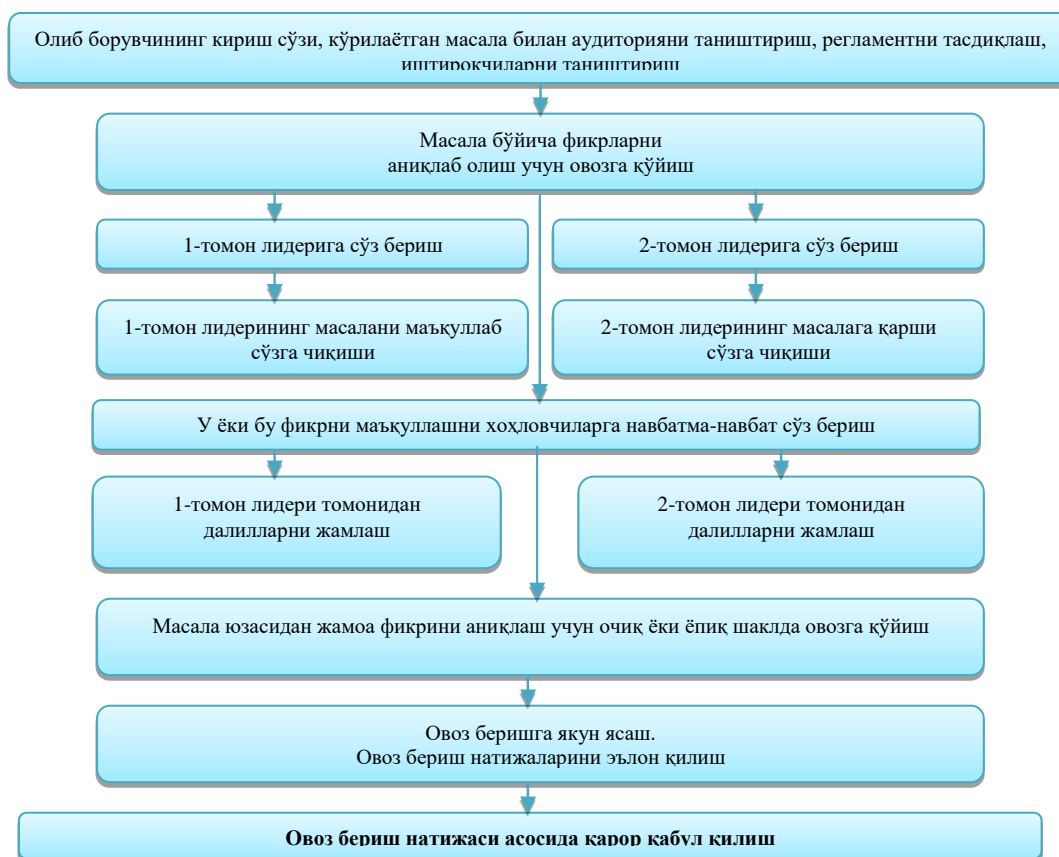 Олиб борувчининг кириш сўзи, кўрилаётган масала билан аудиторияни таништириш, регламентни тасдиқлаш,
иштирокчиларни таништириш
Масала бўйича фикрларни
аниқлаб олиш учун овозга қўйиш
1-томон лидерига сўз бериш
2-томон лидерига сўз бериш
1-томон лидерининг масалани маъқуллаб
сўзга чиқиши
2-томон лидерининг масалага қарши
сўзга чиқиши
У ёки бу фикрни маъқуллашни хоҳловчиларга навбатма-навбат сўз бериш
1-томон лидери томонидан
далилларни жамлаш
2-томон лидери томонидан
далилларни жамлаш
Масала юзасидан жамоа фикрини аниқлаш учун очиқ ёки ёпиқ шаклда овозга қўйиш
Овоз беришга якун ясаш.
Овоз бериш натижаларини эълон қилиш
Овоз бериш натижаси асосида қарор қабул қилиш